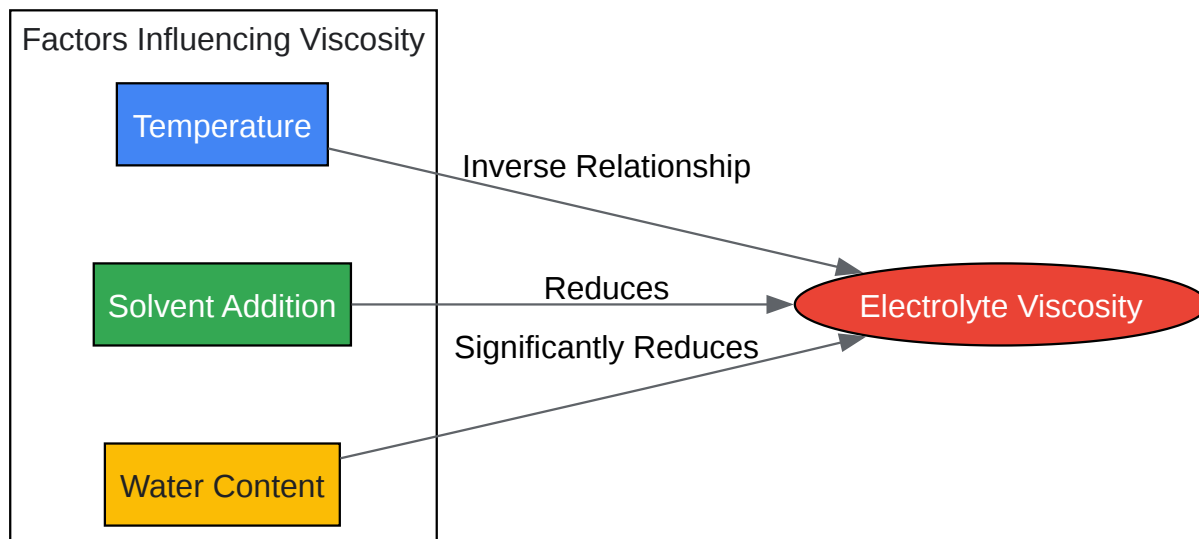 Factors Influencing Viscosity
Temperature
Inverse Relationship
Solvent Addition
Reduces
Electrolyte Viscosity
Significantly Reduces
Water Content